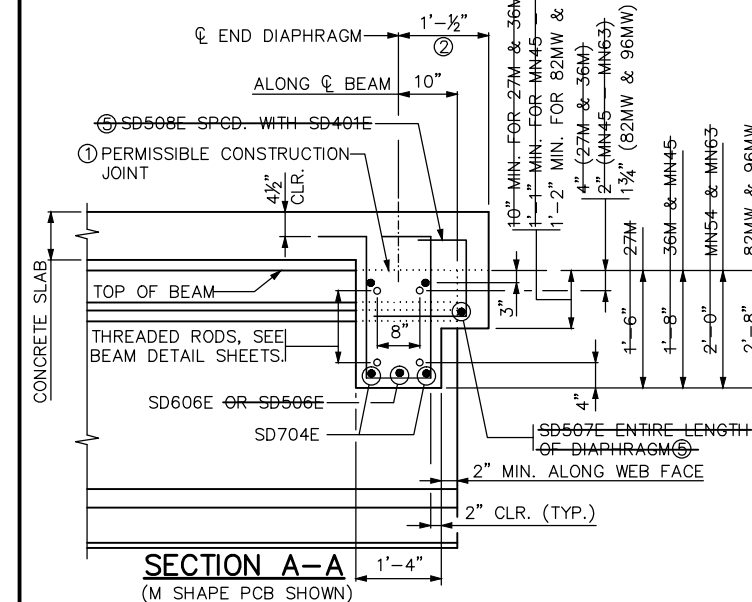 ℄ END DIAPHRAGM
1'-½"
②
ALONG ℄ BEAM
10"
⑤ SD508E SPCD. WITH SD401E
① PERMISSIBLE CONSTRUCTION
JOINT
4½"
CLR.
10" MIN. FOR 27M & 36M
1'-1" MIN. FOR MN45 -
1'-2" MIN. FOR 82MW &
4" (27M & 36M)
2" (MN45 - MN63)
1¾" (82MW & 96MW)
1'-6" 27M
1'-8" 36M & MN45
2'-0" MN54 & MN63
2'-8" 82MW & 96MW
CONCRETE SLAB
TOP OF BEAM
3"
THREADED RODS, SEE
BEAM DETAIL SHEETS.
8"
SD606E OR SD506E
4"
SD704E
SD507E ENTIRE LENGTH
OF DIAPHRAGM ⑤
2" MIN. ALONG WEB FACE
2" CLR. (TYP.)
SECTION A-A
1'-4"
(M SHAPE PCB SHOWN)